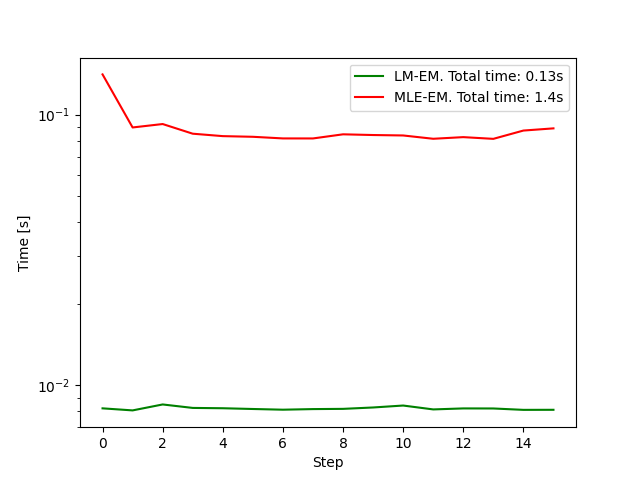 LM-EM. Total time: 0.13s
MLE-EM. Total time: 1.4s
10⁻¹
Time [s]
10⁻²
0 2 4 6 8 10 12 14
Step